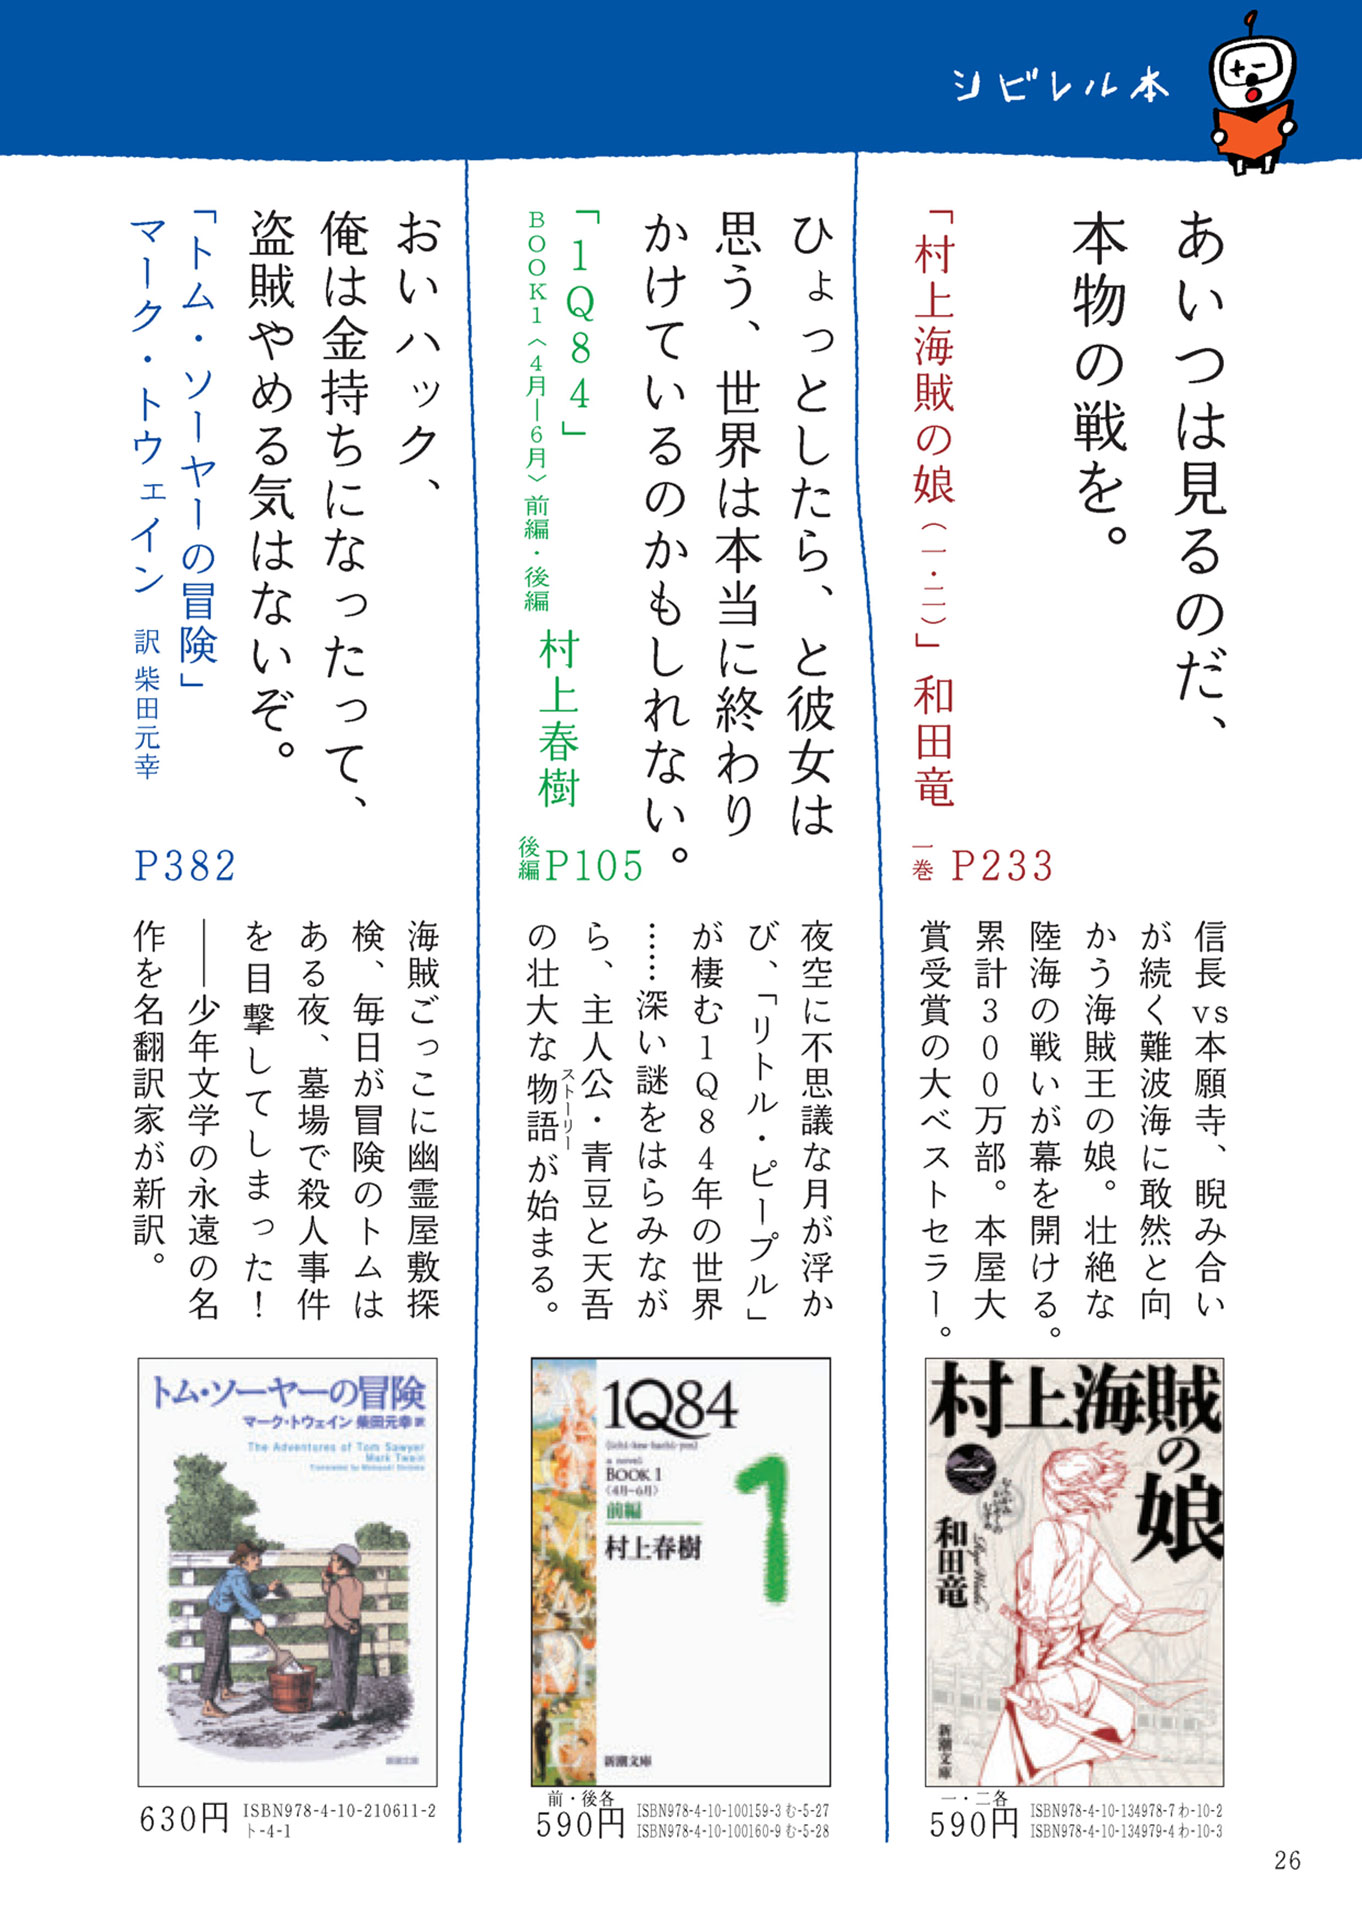 シビレル本
あいつは見るのだ、
本物の戦を。
「村上海賊の娘（一・二）」和田竜
一巻 P233
信長vs本願寺、睨み合い
が続く難波海に敢然と向
かう海賊王の娘。壮絶な
陸海の戦いが幕を開ける。
累計300万部。本屋大
賞受賞の大ベストセラー。
村上海賊の娘
一
和田竜
新潮文庫
一・二各
590円
ISBN978-4-10-134978-7 わ-10-2
ISBN978-4-10-134979-4 わ-10-3
ひょっとしたら、と彼女は
思う、世界は本当に終わり
かけているのかもしれない。
「1Q84」
BOOK1〈4月―6月〉前編・後編
村上春樹
後編 P105
夜空に不思議な月が浮か
び、「リトル・ピープル」
が棲む1Q84年の世界
……深い謎をはらみなが
ら、主人公・青豆と天吾
の壮大な物語が始まる。
ストーリー
1Q84
a novel
BOOK 1
〈4月-6月〉
前編
村上春樹
1
新潮文庫
前・後各
590円
ISBN978-4-10-100159-3 む-5-27
ISBN978-4-10-100160-9 む-5-28
おいハック、
俺は金持ちになったって、
盗賊やめる気はないぞ。
「トム・ソーヤーの冒険」
マーク・トウェイン 訳 柴田元幸
P382
海賊ごっこに幽霊屋敷探
検、毎日が冒険のトムは
ある夜、墓場で殺人事件
を目撃してしまった！
――少年文学の永遠の名
作を名翻訳家が新訳。
トム・ソーヤーの冒険
マーク・トウェイン 柴田元幸 訳
The Adventures of Tom Sawyer
Mark Twain
新潮文庫
630円
ISBN978-4-10-210611-2
ト-4-1
26